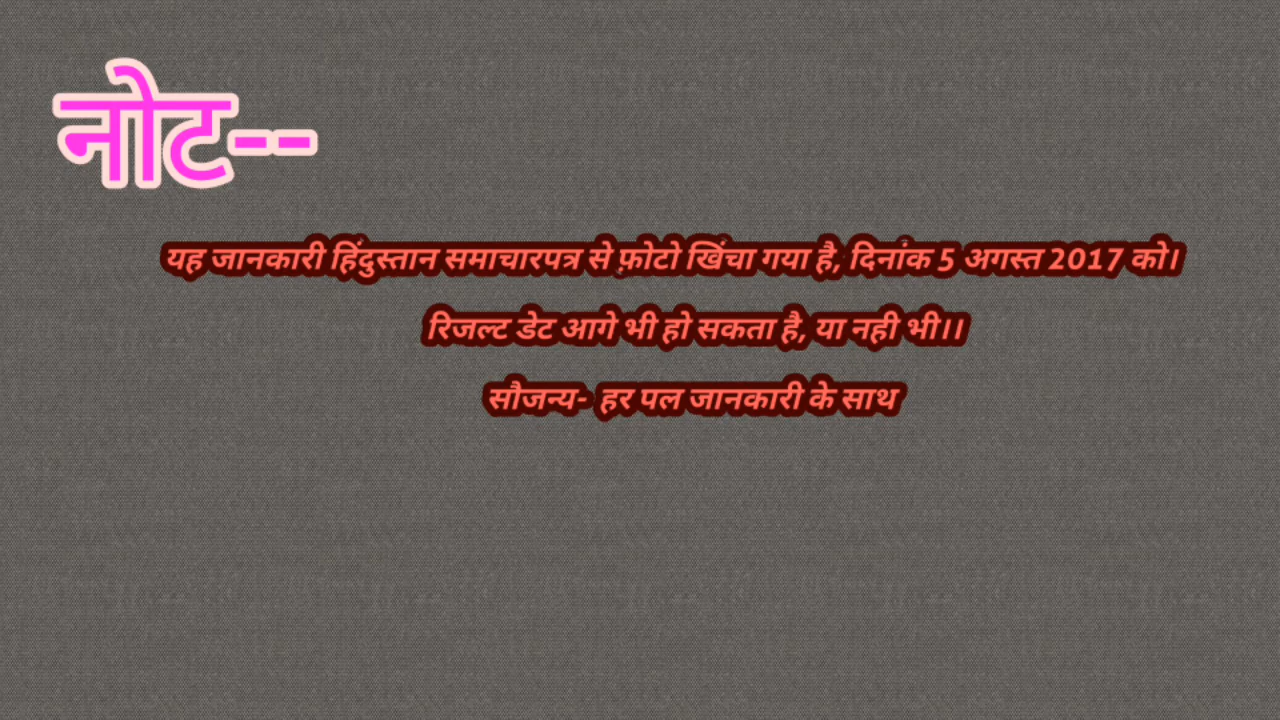 नोट--
यह जानकारी हिंदुस्तान समाचारपत्र से फ़ोटो खिंचा गया है, दिनांक 5 अगस्त 2017 को।
रिजल्ट डेट आगे भी हो सकता है, या नही भी।।
सौजन्य- हर पल जानकारी के साथ